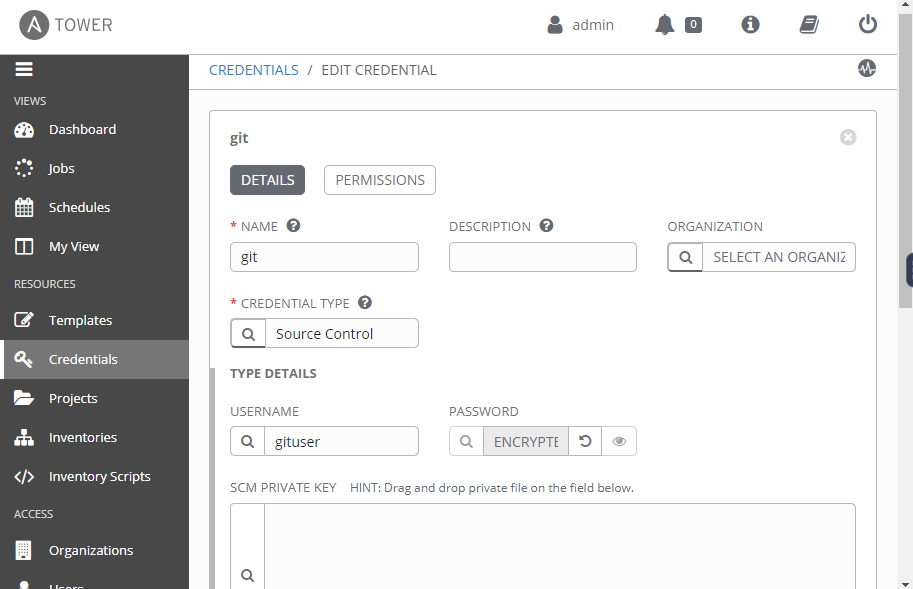 A TOWER
admin
0
CREDENTIALS / EDIT CREDENTIAL
VIEWS
Dashboard
Jobs
Schedules
My View
RESOURCES
Templates
Credentials
Projects
Inventories
Inventory Scripts
ACCESS
Organizations
Users
git
DETAILS
PERMISSIONS
* NAME ?
DESCRIPTION ?
ORGANIZATION
git
SELECT AN ORGANIZ
* CREDENTIAL TYPE ?
Source Control
TYPE DETAILS
USERNAME
PASSWORD
gituser
ENCRYPTE
SCM PRIVATE KEY HINT: Drag and drop private file on the field below.